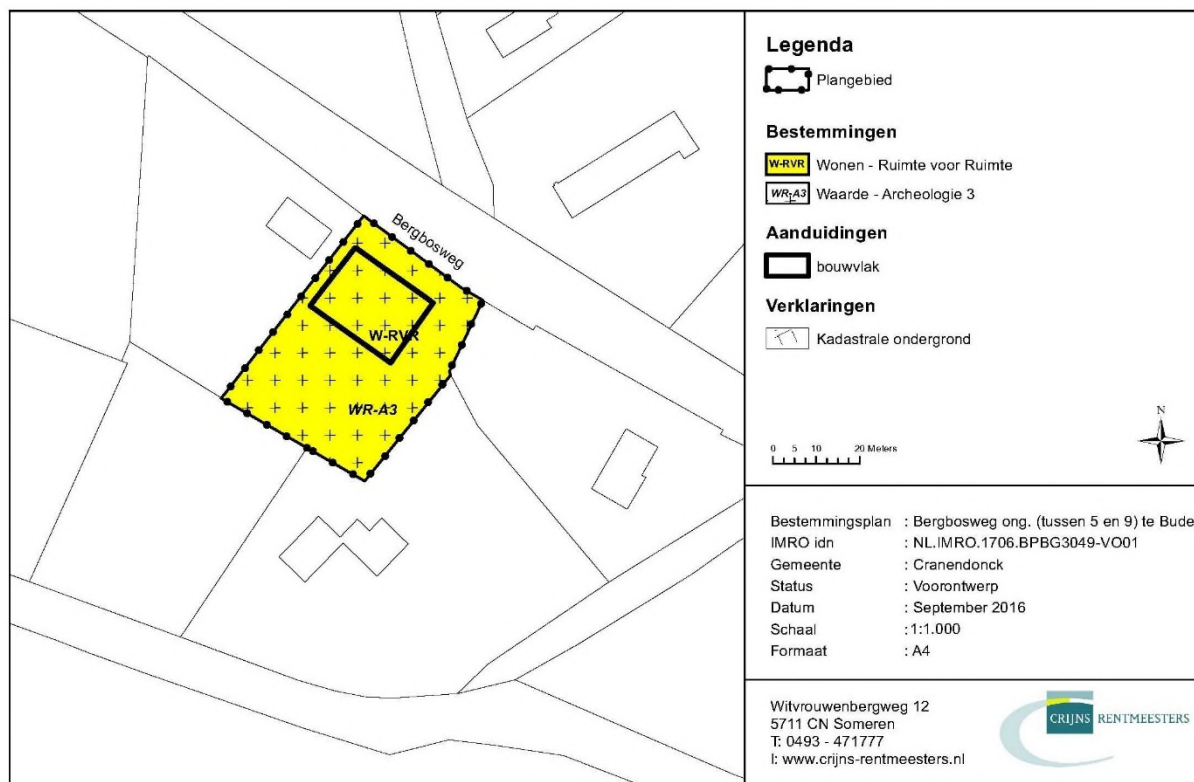 Bergbosweg
W-RVR
WR-A3
Legenda
Plangebied
Bestemmingen
W-RVR Wonen - Ruimte voor Ruimte
WR-A3 Waarde - Archeologie 3
Aanduidingen
bouwvlak
Verklaringen
Kadastrale ondergrond
N
0 5 10 20 Meters
Bestemmingsplan : Bergbosweg ong. (tussen 5 en 9) te Bude
IMRO idn : NL.IMRO.1706.BPBG3049-VO01
Gemeente : Cranendonck
Status : Voorontwerp
Datum : September 2016
Schaal :1:1.000
Formaat : A4
Witvrouwenbergweg 12
5711 CN Someren
T: 0493 - 471777
I: www.crijns-rentmeesters.nl
CRIJNS RENTMEESTERS